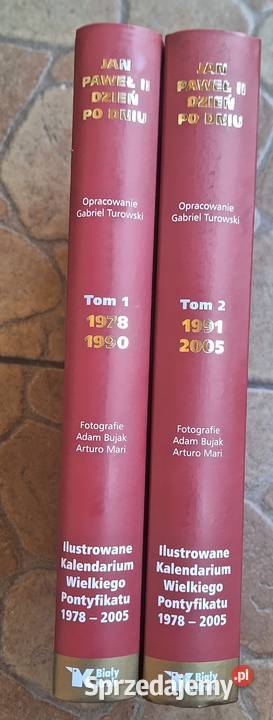 JAN
PAWEŁ II
DZIEŃ
PO DNIU
Opracowanie
Gabriel Turowski
Tom 1
1978
1990
Fotografie
Adam Bujak
Arturo Mari
Ilustrowane
Kalendarium
Wielkiego
Pontyfikatu
1978 – 2005
Biały
JAN
PAWEŁ II
DZIEŃ
PO DNIU
Opracowanie
Gabriel Turowski
Tom 2
1991
2005
Fotografie
Adam Bujak
Arturo Mari
Ilustrowane
Kalendarium
Wielkiego
Pontyfikatu
1978 – 2005
Biały
Sprzedajemy.pl